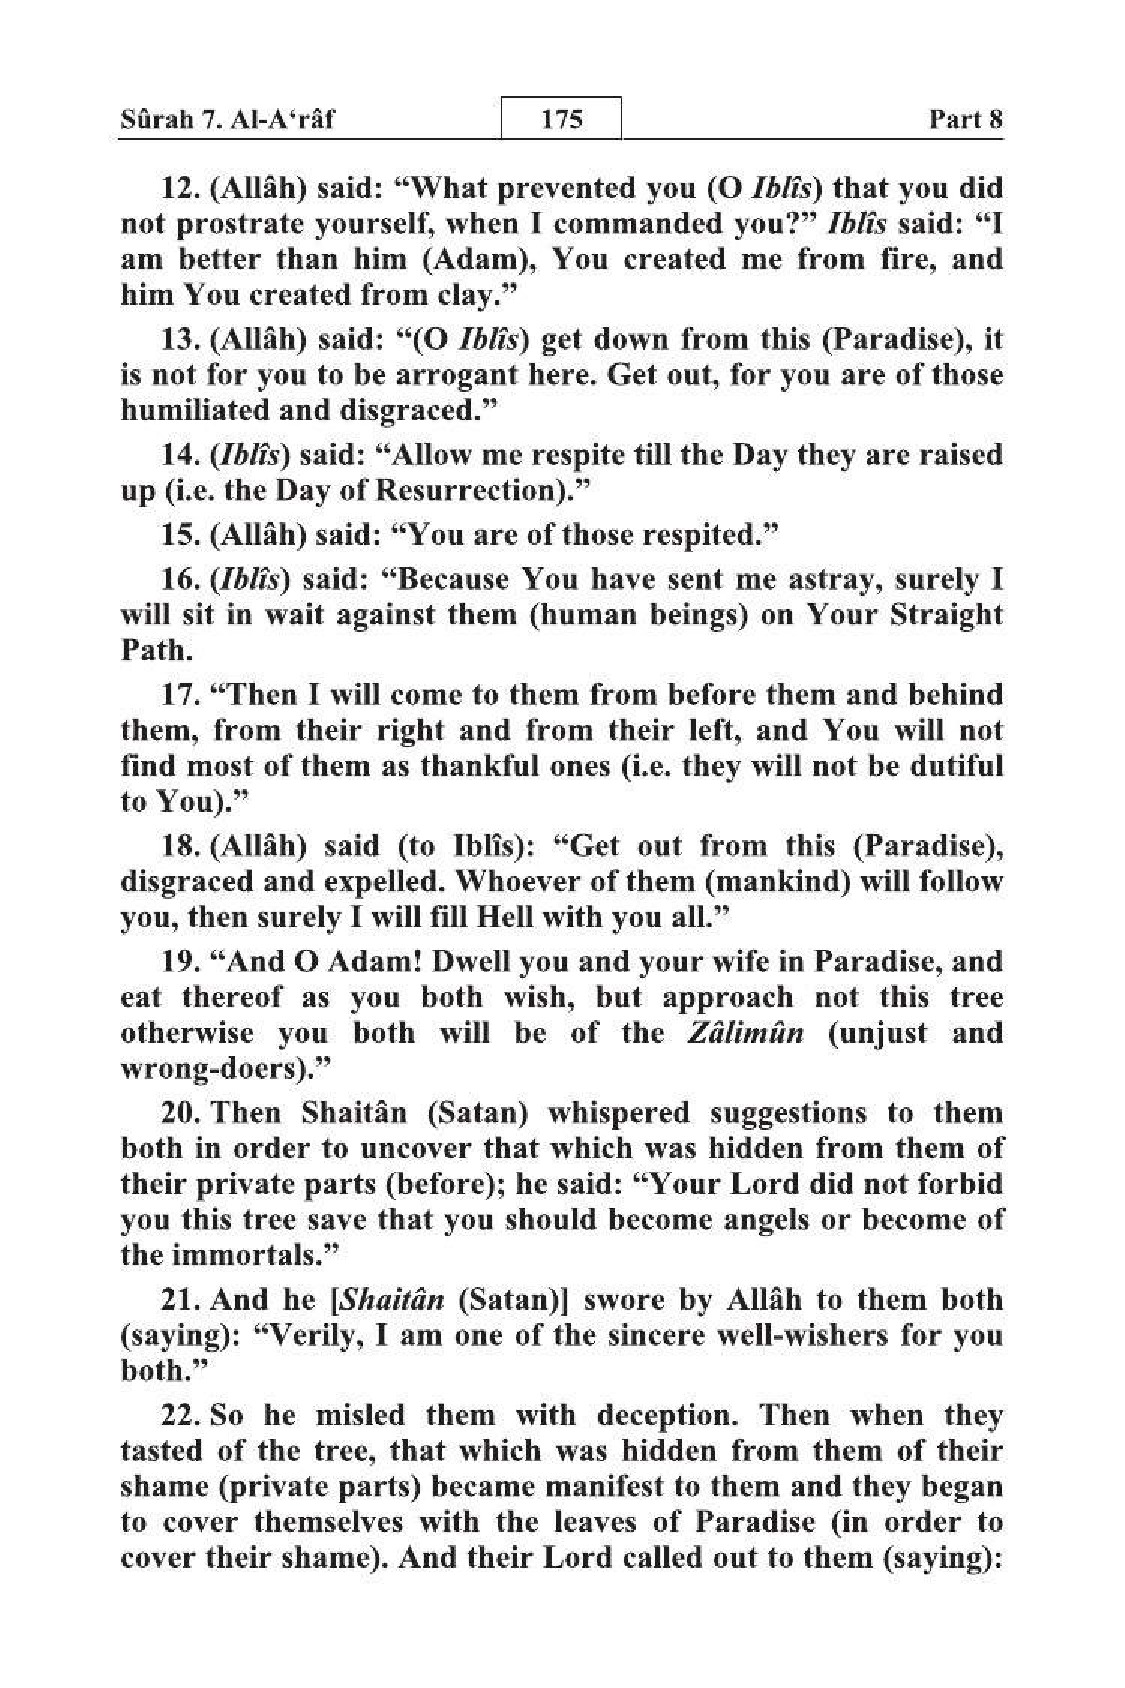 Sûrah 7. Al-A‘râf 175 Part 8
12. (Allâh) said: “What prevented you (O Iblîs) that you did
not prostrate yourself, when I commanded you?” Iblîs said: “I
am better than him (Adam), You created me from fire, and
him You created from clay.”
13. (Allâh) said: “(O Iblîs) get down from this (Paradise), it
is not for you to be arrogant here. Get out, for you are of those
humiliated and disgraced.”
14. (Iblîs) said: “Allow me respite till the Day they are raised
up (i.e. the Day of Resurrection).”
15. (Allâh) said: “You are of those respited.”
16. (Iblîs) said: “Because You have sent me astray, surely I
will sit in wait against them (human beings) on Your Straight
Path.
17. “Then I will come to them from before them and behind
them, from their right and from their left, and You will not
find most of them as thankful ones (i.e. they will not be dutiful
to You).”
18. (Allâh) said (to Iblîs): “Get out from this (Paradise),
disgraced and expelled. Whoever of them (mankind) will follow
you, then surely I will fill Hell with you all.”
19. “And O Adam! Dwell you and your wife in Paradise, and
eat thereof as you both wish, but approach not this tree
otherwise you both will be of the Zâlimûn (unjust and
wrong-doers).”
20. Then Shaitân (Satan) whispered suggestions to them
both in order to uncover that which was hidden from them of
their private parts (before); he said: “Your Lord did not forbid
you this tree save that you should become angels or become of
the immortals.”
21. And he [Shaitân (Satan)] swore by Allâh to them both
(saying): “Verily, I am one of the sincere well-wishers for you
both.”
22. So he misled them with deception. Then when they
tasted of the tree, that which was hidden from them of their
shame (private parts) became manifest to them and they began
to cover themselves with the leaves of Paradise (in order to
cover their shame). And their Lord called out to them (saying):